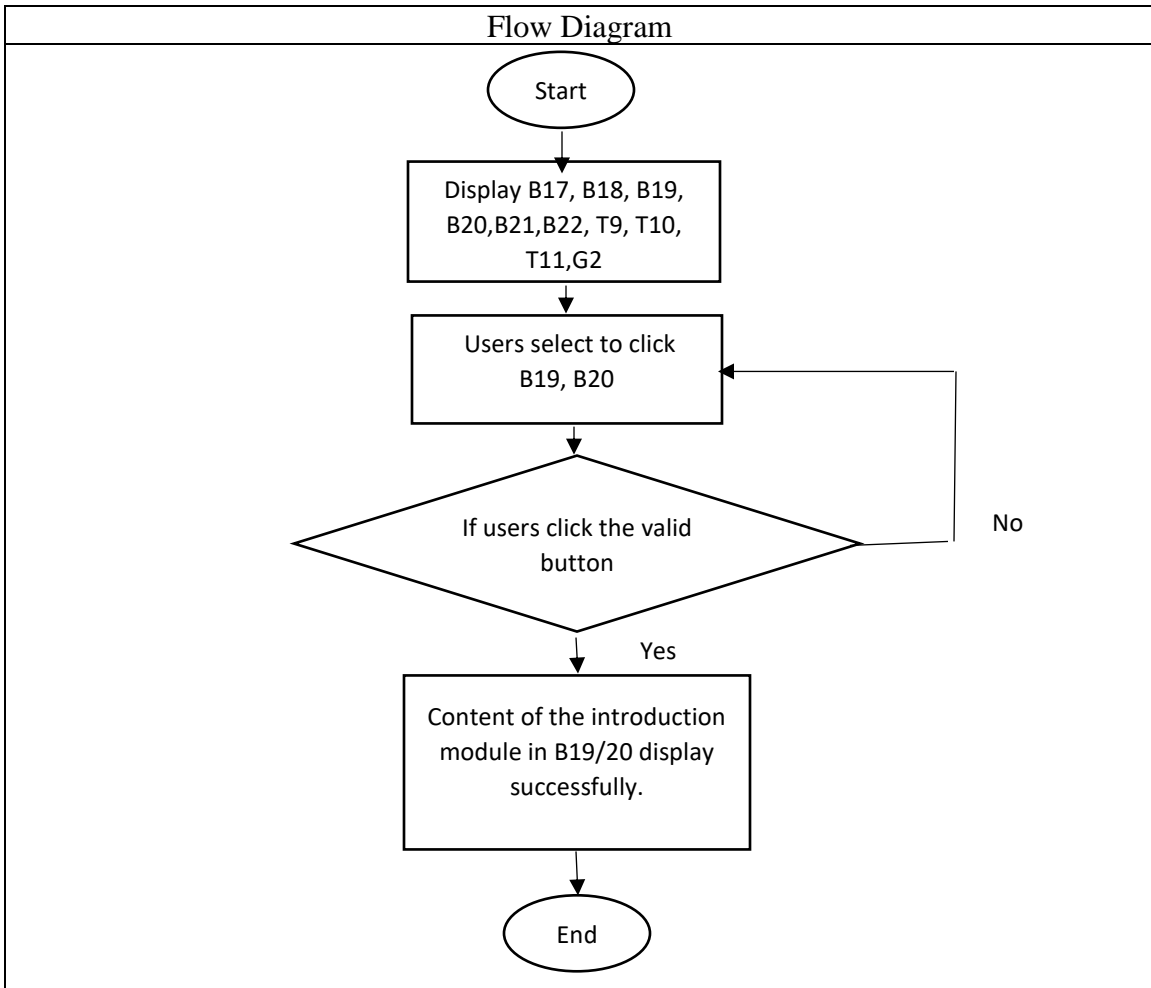 Flow Diagram
Start
Display B17, B18, B19,
B20,B21,B22, T9, T10,
T11,G2
Users select to click
B19, B20
If users click the valid
button
No
Yes
Content of the introduction
module in B19/20 display
successfully.
End